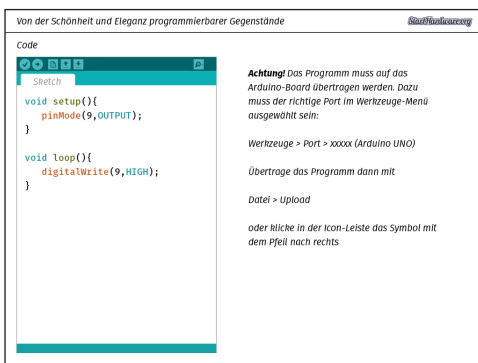 Von der Schönheit und Eleganz programmierbarer Gegenstände
StartHardware.org
Code
Sketch
void setup(){
pinMode(9,OUTPUT);
}
void loop(){
digitalWrite(9,HIGH);
}
Achtung! Das Programm muss auf das
Arduino-Board übertragen werden. Dazu
muss der richtige Port im Werkzeuge-Menü
ausgewählt sein:
Werkzeuge > Port > xxxxx (Arduino UNO)
Übertrage das Programm dann mit
Datei > Upload
oder klicke in der Icon-Leiste das Symbol mit
dem Pfeil nach rechts